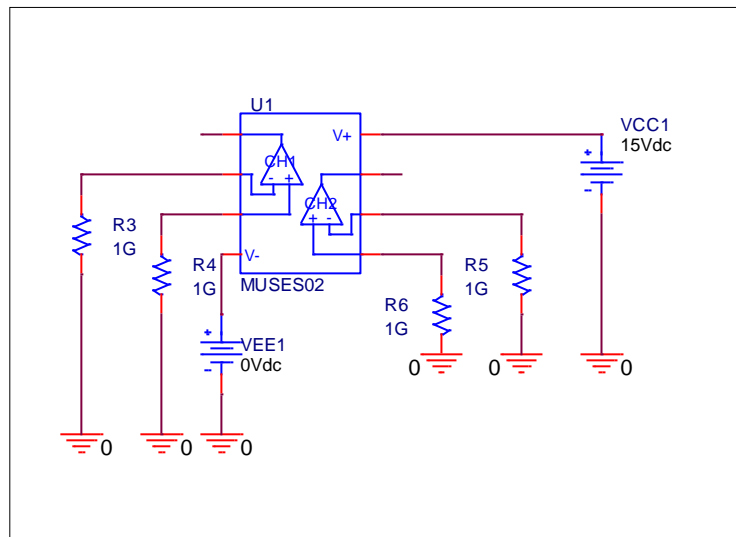 U1
V+
VCC1
15Vdc
+
-
CH1
- +
CH2
+ -
R3
1G
R4
1G
V-
MUSES02
R5
1G
R6
1G
+
-
VEE1
0Vdc
0
0
0
0
0
0